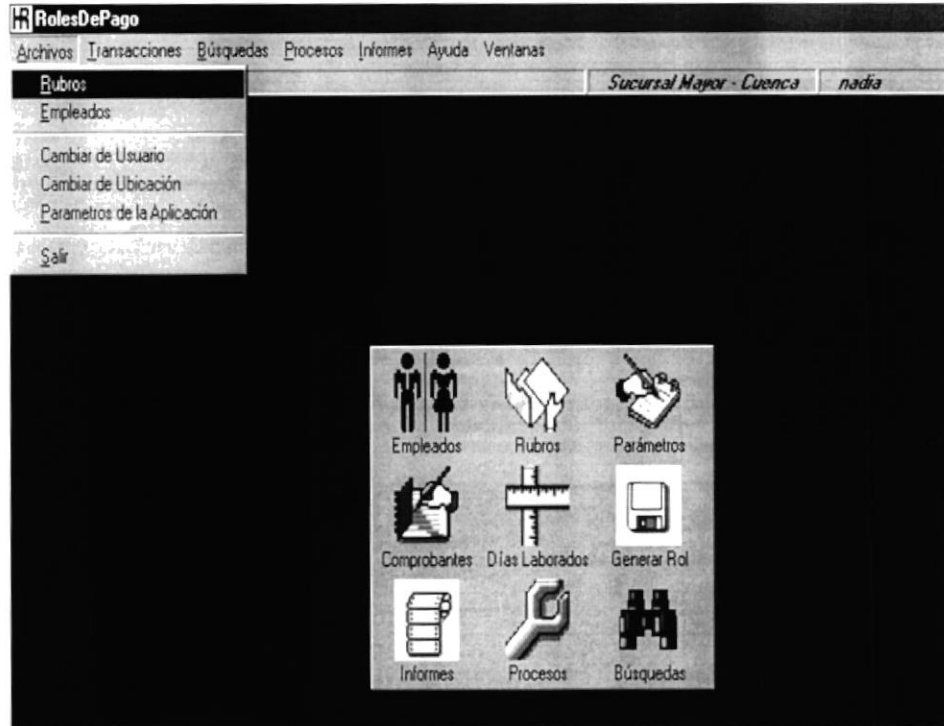 HR RolesDePago
Archivos Transacciones Búsquedas Procesos Informes Ayuda Ventanas
Sucursal Mayor - Cuenca nadia
Rubros
Empleados
Cambiar de Usuario
Cambiar de Ubicación
Parametros de la Aplicación
Salir
Empleados Rubros Parámetros
Comprobantes Días Laborados Generar Rol
Informes Procesos Búsquedas